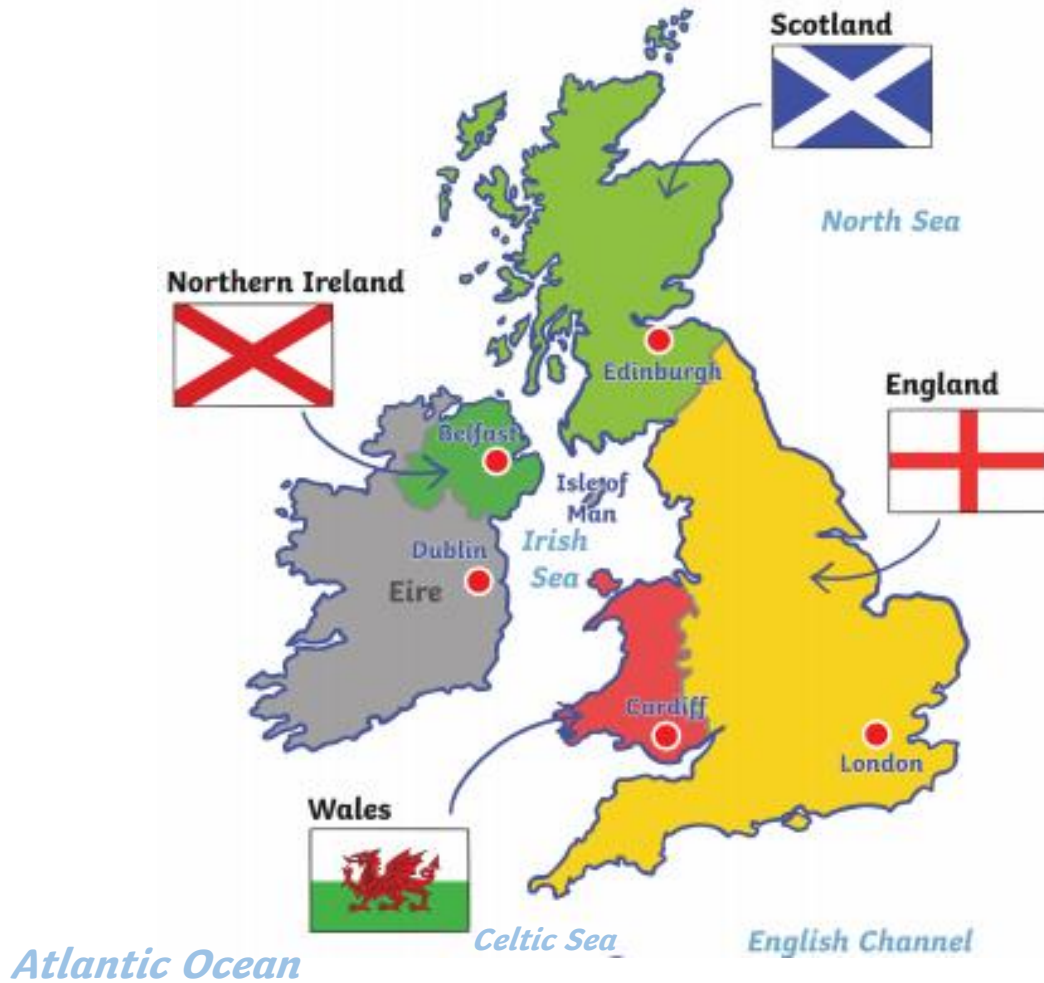 Scotland
North Sea
Northern Ireland
Edinburgh
England
Belfast
Isle of
Man
Irish
Sea
Dublin
Eire
Cardiff
London
Wales
Celtic Sea
English Channel
Atlantic Ocean